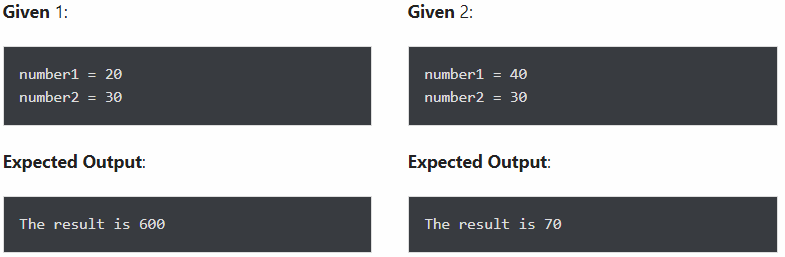 Given 1:
number1 = 20
number2 = 30
Expected Output:
The result is 600
Given 2:
number1 = 40
number2 = 30
Expected Output:
The result is 70